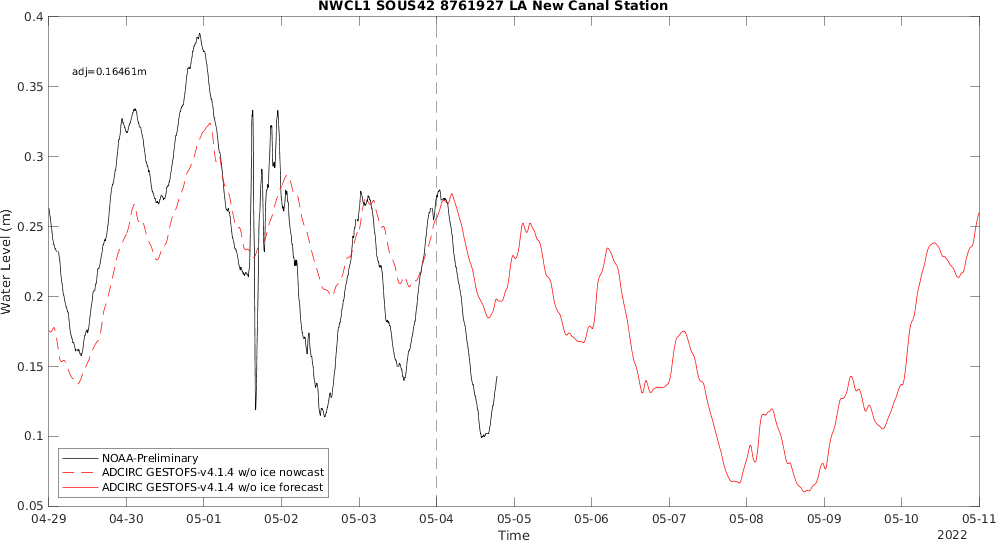 NWCL1 SOUS42 8761927 LA New Canal Station
adj=0.16461m
Water Level (m)
0.4
0.35
0.3
0.25
0.2
0.15
0.1
0.05
NOAA-Preliminary
ADCIRC GESTOFS-v4.1.4 w/o ice nowcast
ADCIRC GESTOFS-v4.1.4 w/o ice forecast
04-29 04-30 05-01 05-02 05-03 05-04 05-05 05-06 05-07 05-08 05-09 05-10 05-11
Time
2022